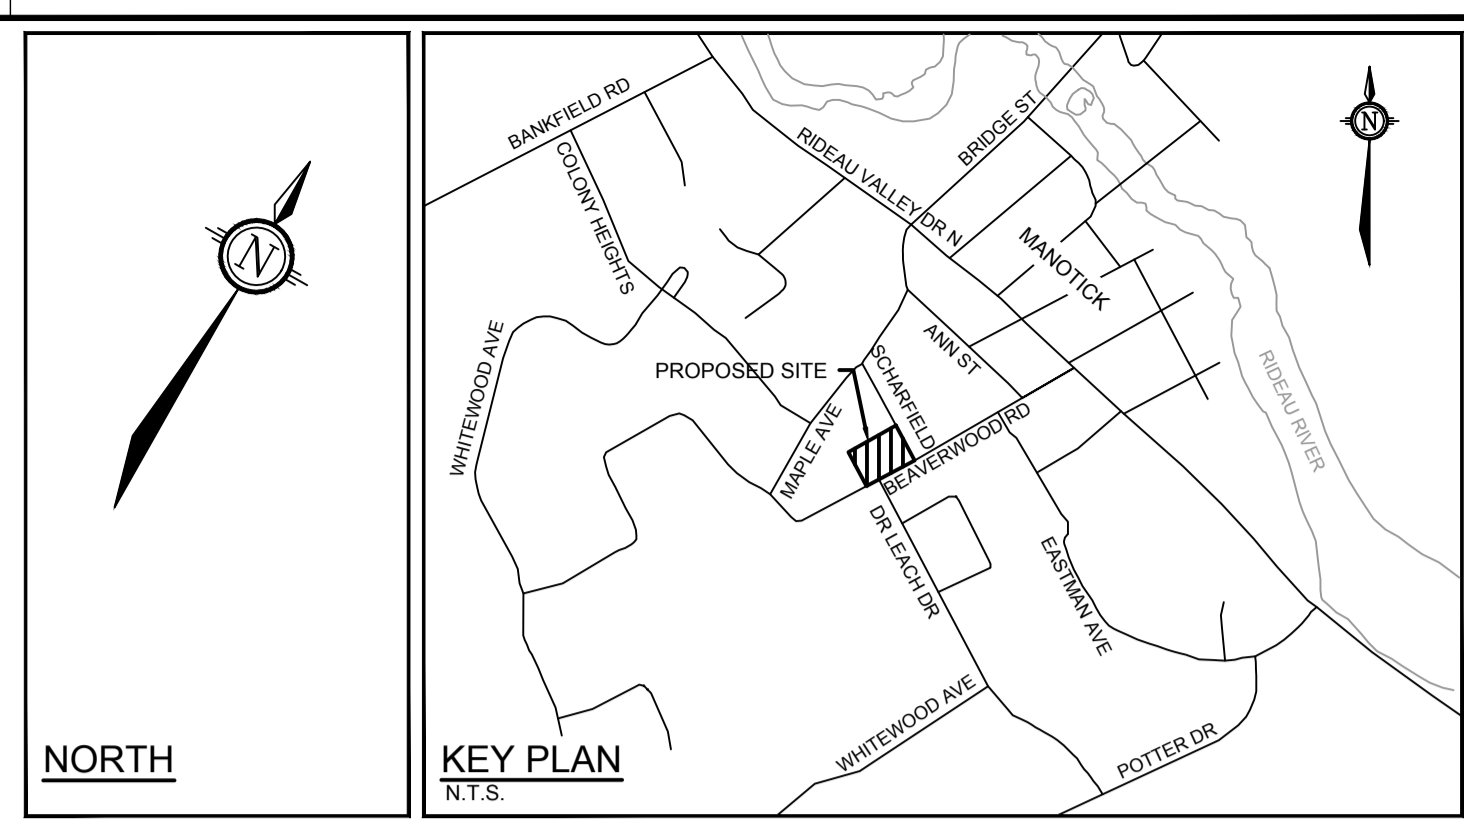 N
NORTH
BANKFIELD RD
COLONY HEIGHTS
RIDEAU VALLEY DR N
BRIDGE ST
N
MANOTICK
WHITEWOOD AVE
PROPOSED SITE
SCHARFIELD
ANN ST
MAPLE AVE
BEAVERWOOD RD
RIDEAU RIVER
DR LEACH DR
EASTMAN AVE
WHITEWOOD AVE
POTTER DR
KEY PLAN
N.T.S.